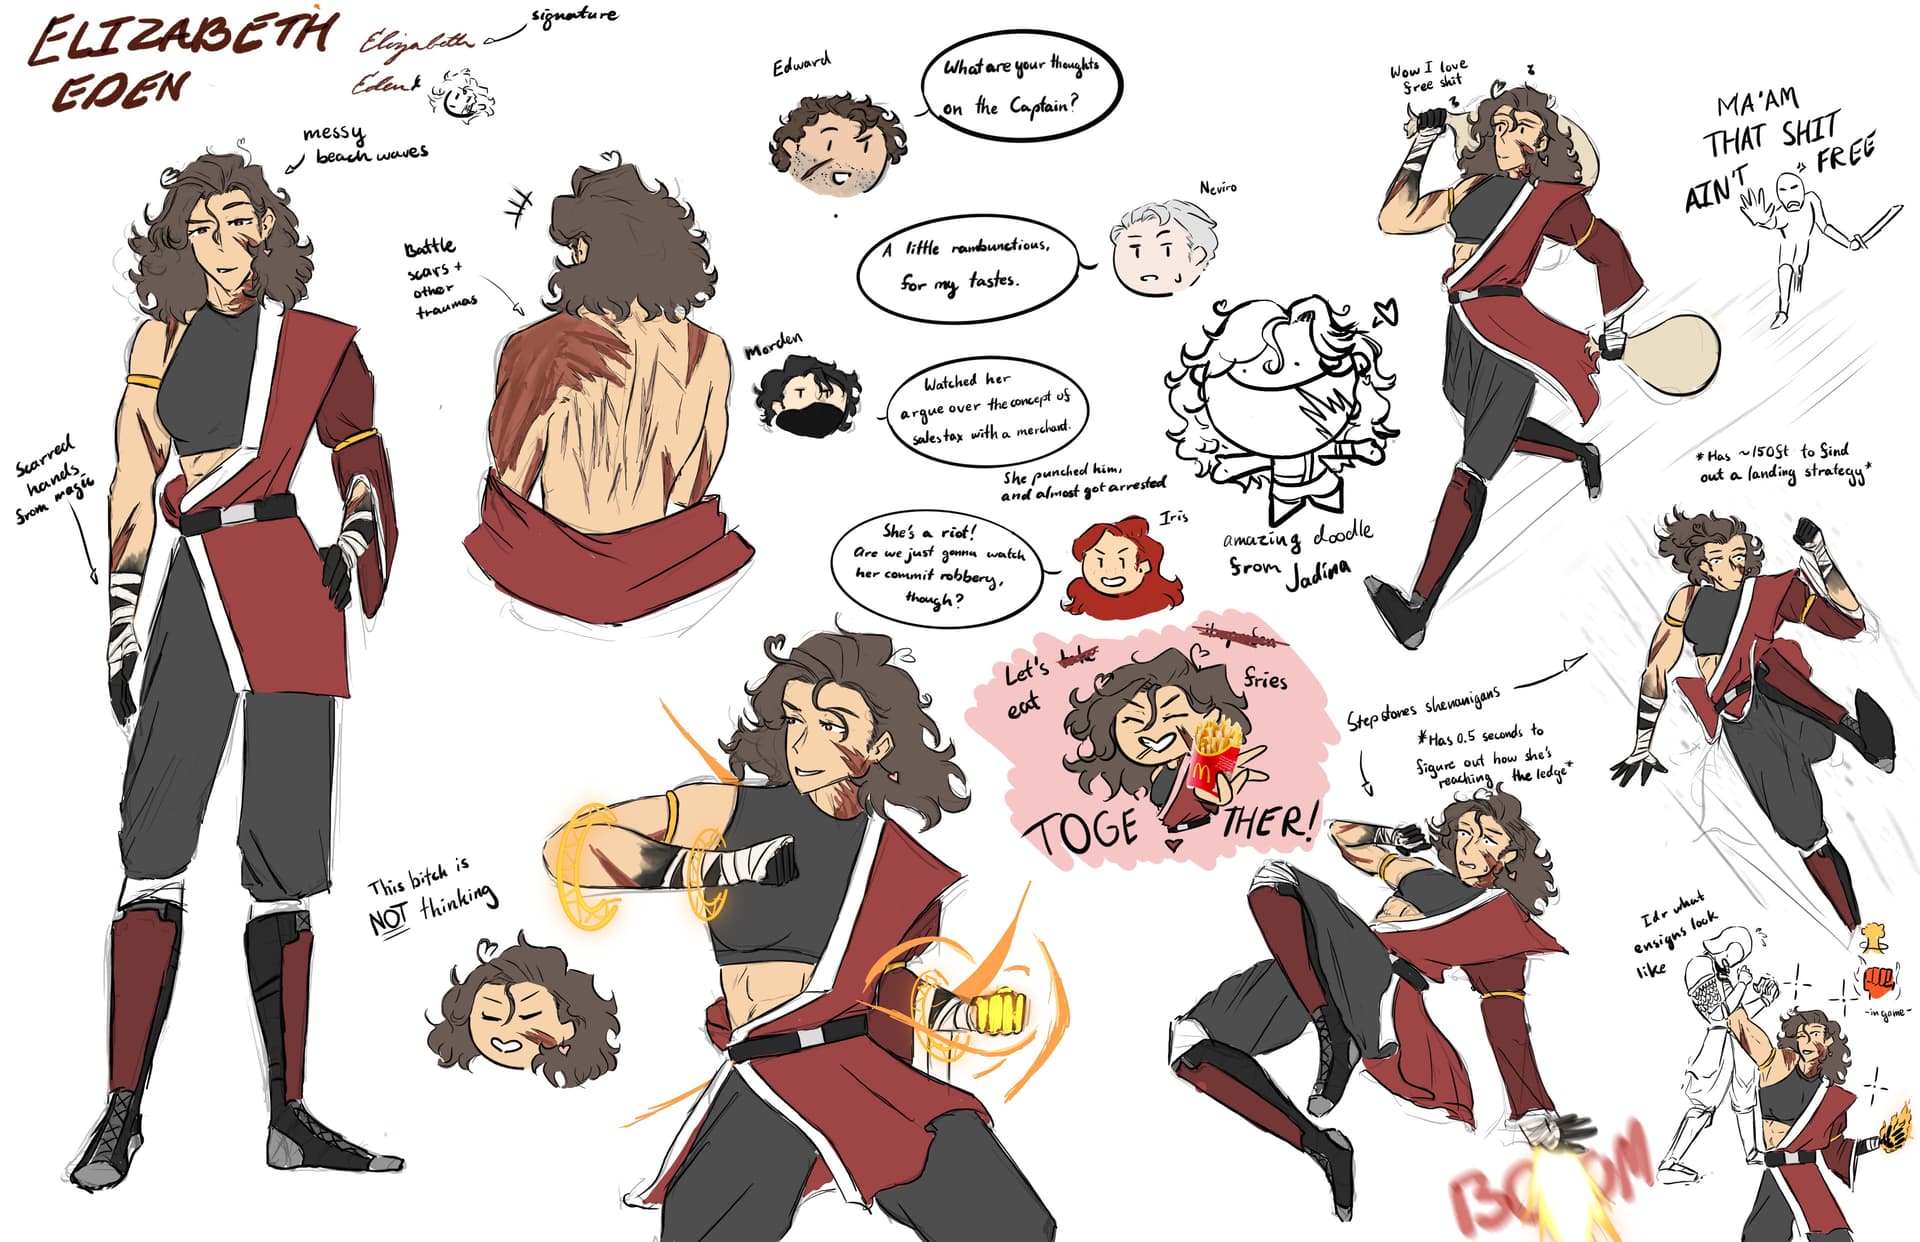 ELIZABETH
EDEN
Elizabeth
Eden
signature
messy
beach waves
Scarred
hands
from magic
Battle
scars +
other
traumas
Edward
What are your thoughts
on the Captain?
Neviro
A little rambunctious,
for my tastes.
Morden
Watched her
argue over the concept of
sales tax with a merchant.
She punched him,
and almost got arrested
Iris
She's a riot!
Are we just gonna watch
her commit robbery,
though?
amazing doodle
from Jadina
Wow I love
free shit
MA'AM
THAT SHIT
AIN'T FREE
*Has ~150ft to find
out a landing strategy*
Stepstones shenanigans
*Has 0.5 seconds to
figure out how she's
reaching the ledge*
Let's take ibuprofen
eat fries
TOGE THER!
This bitch is
NOT thinking
Idr what
ensigns look
like
-in game-
BOOM